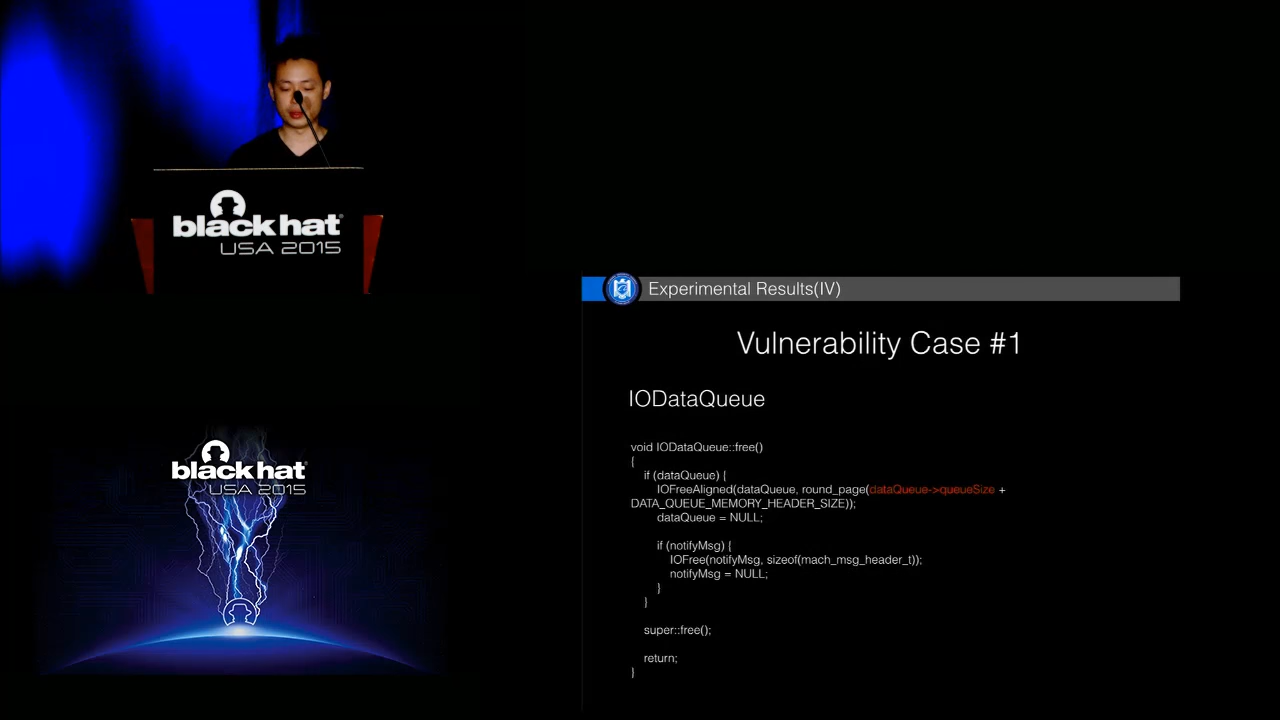 black hat
USA 2015
Experimental Results(IV)
Vulnerability Case #1
IODataQueue
void IODataQueue::free()
{
if (dataQueue) {
IOFreeAligned(dataQueue, round_page(dataQueue->queueSize +
DATA_QUEUE_MEMORY_HEADER_SIZE));
dataQueue = NULL;
if (notifyMsg) {
IOFree(notifyMsg, sizeof(mach_msg_header_t));
notifyMsg = NULL;
}
}
super::free();
return;
}
black hat
USA 2015